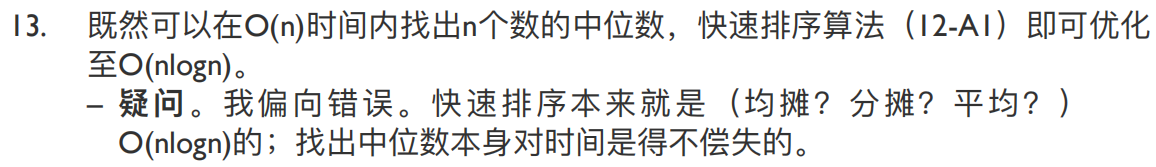 13. 既然可以在O(n)时间内找出n个数的中位数，快速排序算法（12-A1）即可优化
至O(nlogn)。
– 疑问。我偏向错误。快速排序本来就是（均摊？分摊？平均？）
O(nlogn)的；找出中位数本身对时间是得不偿失的。